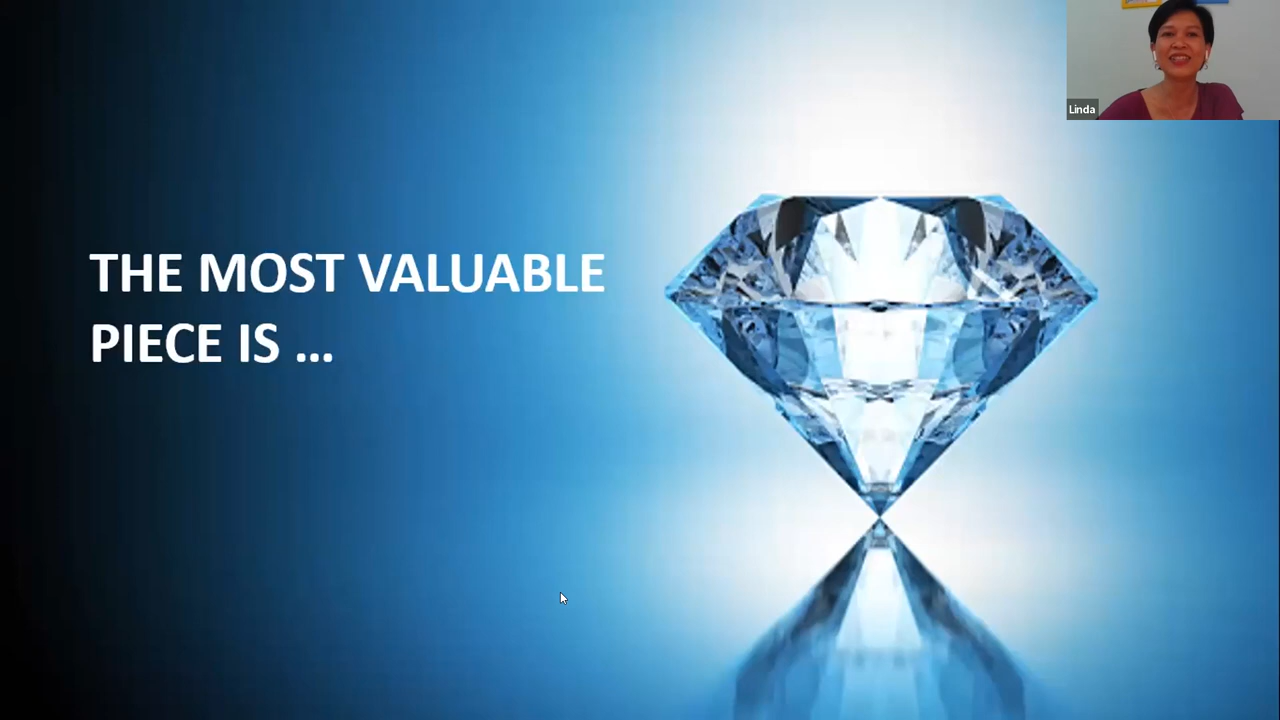 Linda
THE MOST VALUABLE
PIECE IS ...